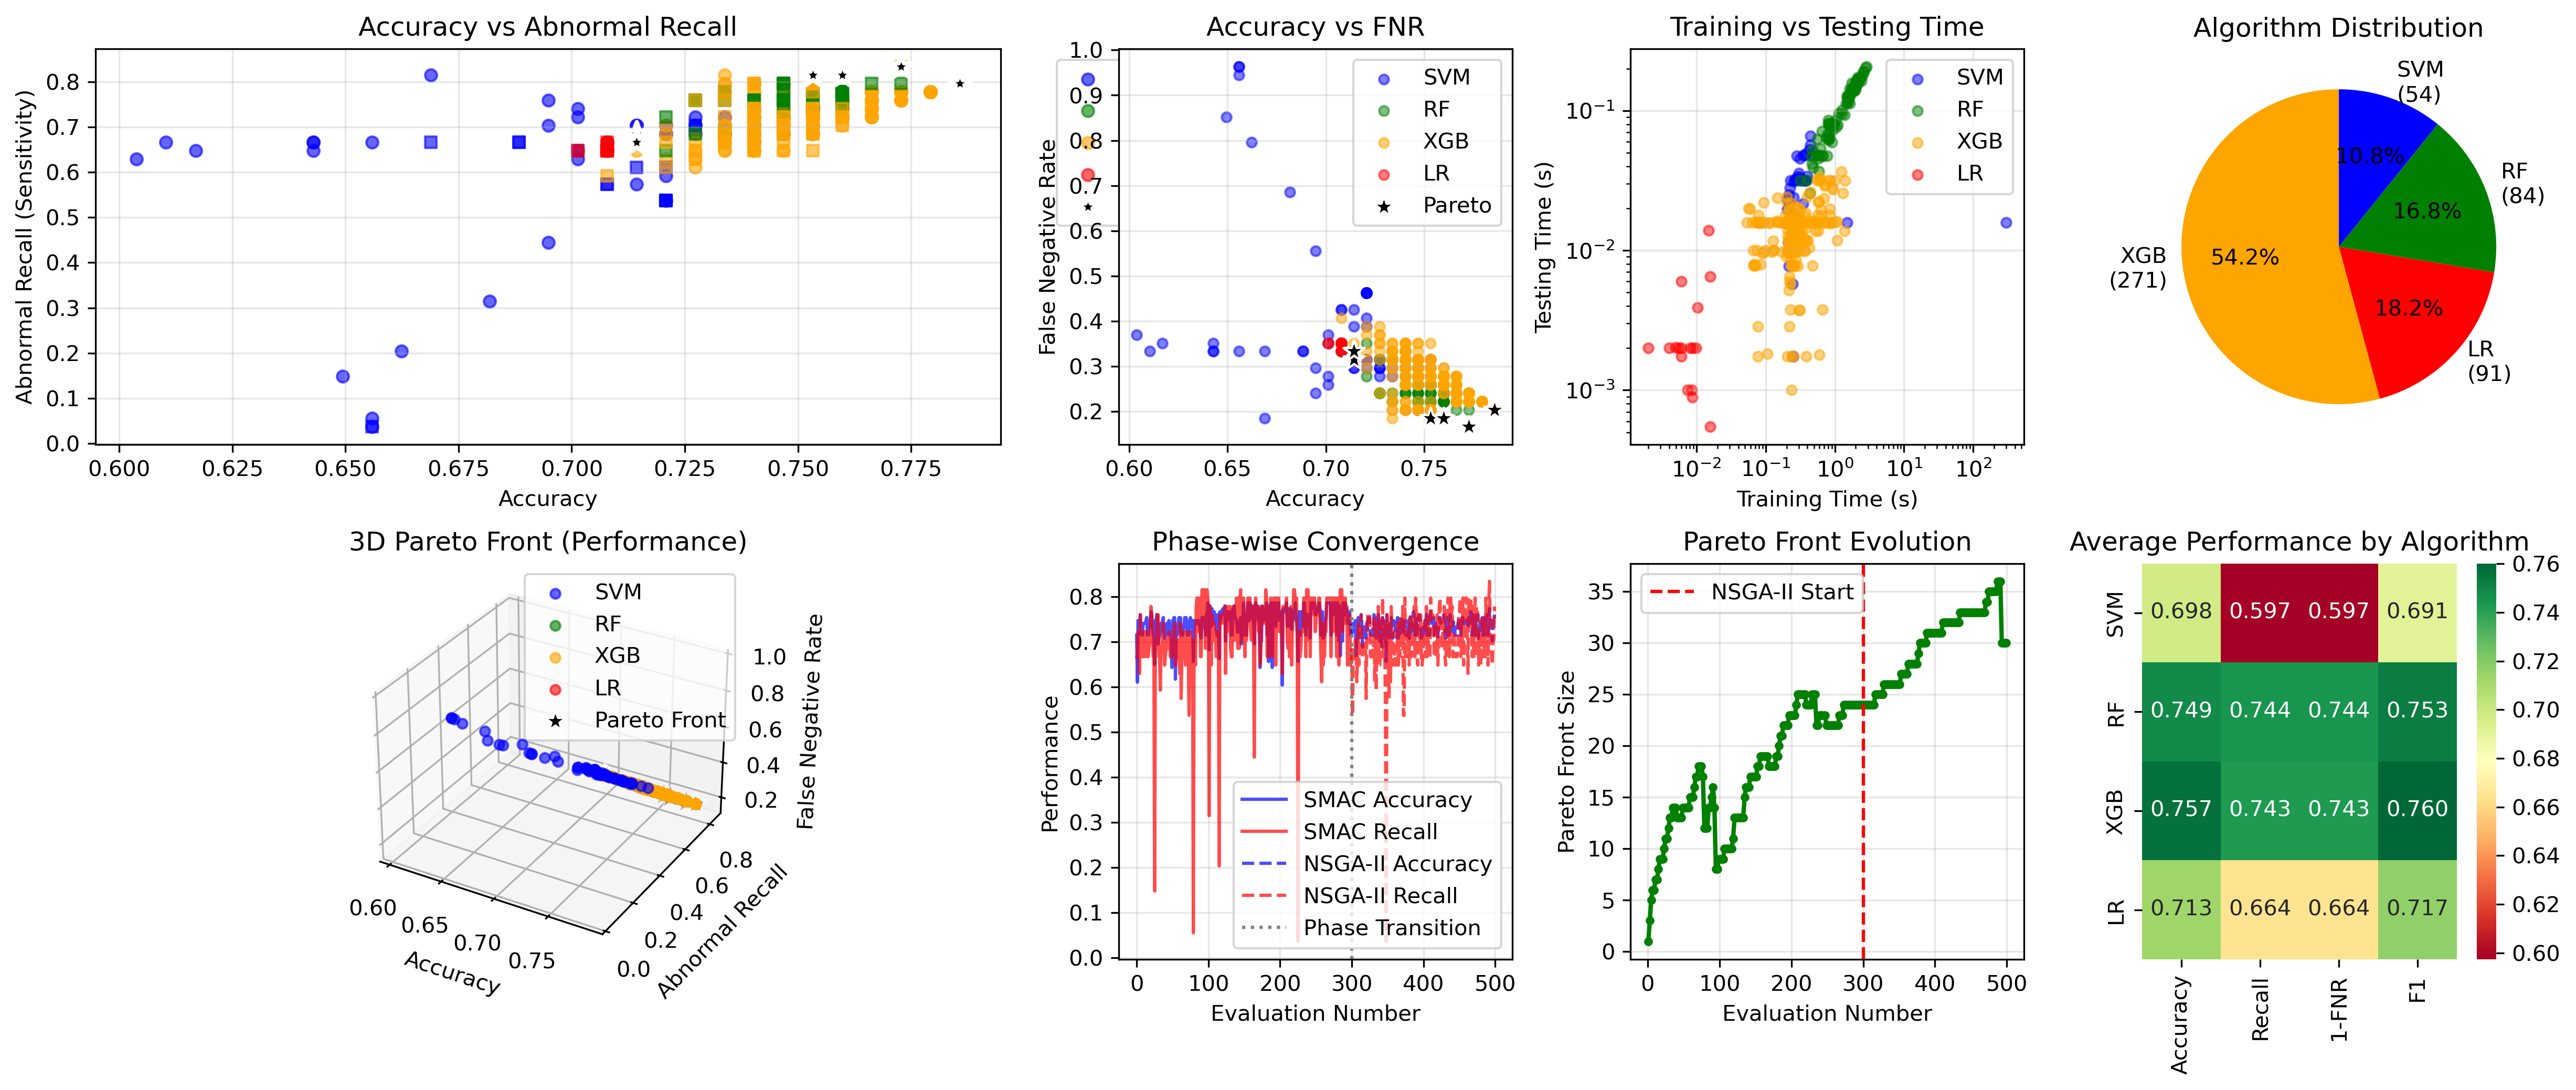 Accuracy vs Abnormal Recall
Abnormal Recall (Sensitivity)
0.8
0.7
0.6
0.5
0.4
0.3
0.2
0.1
0.0
0.600 0.625 0.650 0.675 0.700 0.725 0.750 0.775
Accuracy
Accuracy vs FNR
False Negative Rate
1.0
0.9
0.8
0.7
0.6
0.5
0.4
0.3
0.2
0.60 0.65 0.70 0.75
Accuracy
SVM
RF
XGB
LR
Pareto
Training vs Testing Time
Testing Time (s)
10⁻¹
10⁻²
10⁻³
10⁻² 10⁻¹ 10⁰ 10¹ 10²
Training Time (s)
SVM
RF
XGB
LR
Algorithm Distribution
SVM
(54)
10.8%
RF
(84)
16.8%
XGB
(271)
54.2%
LR
(91)
18.2%
3D Pareto Front (Performance)
SVM
RF
XGB
LR
Pareto Front
False Negative Rate
1.0
0.8
0.6
0.4
0.2
Abnormal Recall
0.8
0.6
0.4
0.2
0.0
0.60 0.65 0.70 0.75
Accuracy
Phase-wise Convergence
Performance
0.8
0.7
0.6
0.5
0.4
0.3
0.2
0.1
0.0
SMAC Accuracy
SMAC Recall
NSGA-II Accuracy
NSGA-II Recall
Phase Transition
0 100 200 300 400 500
Evaluation Number
Pareto Front Evolution
NSGA-II Start
Pareto Front Size
35
30
25
20
15
10
5
0
0 100 200 300 400 500
Evaluation Number
Average Performance by Algorithm
SVM 0.698 0.597 0.597 0.691
RF 0.749 0.744 0.744 0.753
XGB 0.757 0.743 0.743 0.760
LR 0.713 0.664 0.664 0.717
Accuracy Recall 1-FNR F1
0.76
0.74
0.72
0.70
0.68
0.66
0.64
0.62
0.60